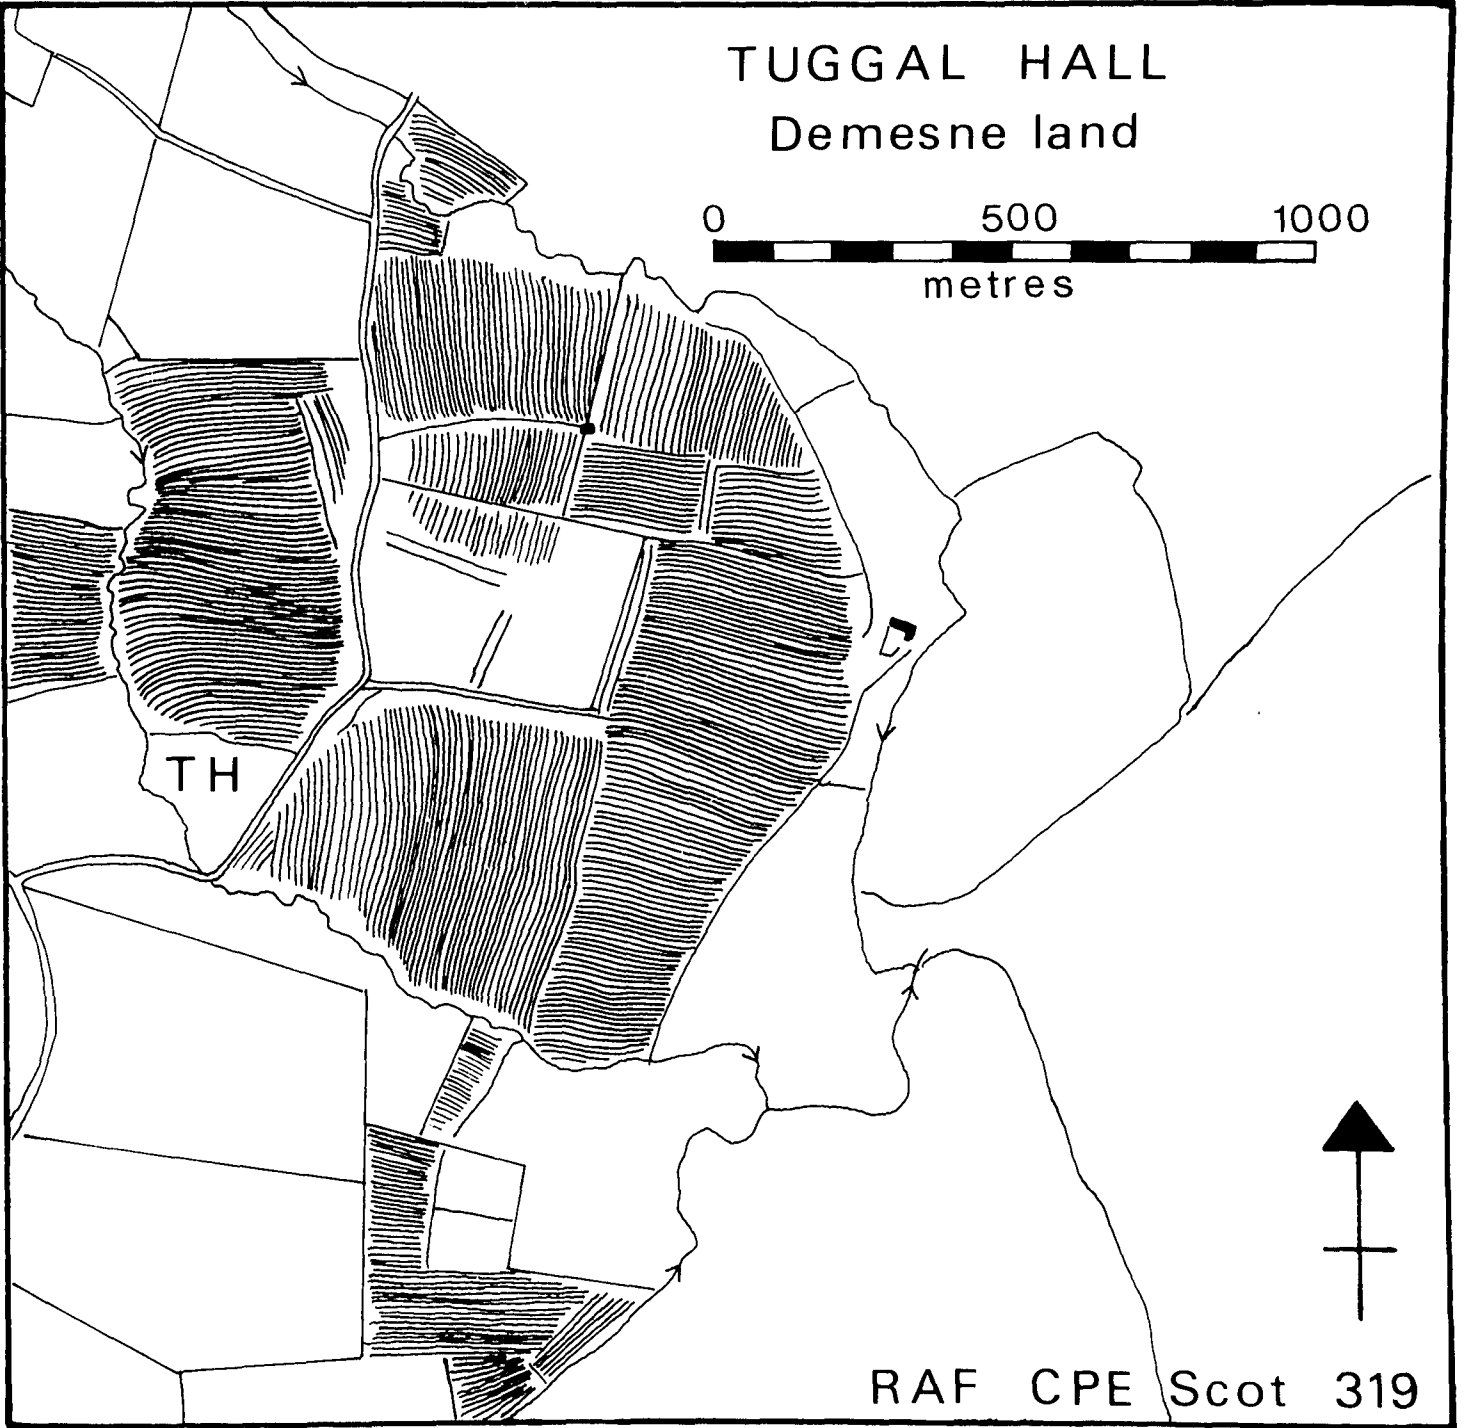 TUGGAL HALL
Demesne land
0 500 1000
metres
TH
RAF CPE Scot 319